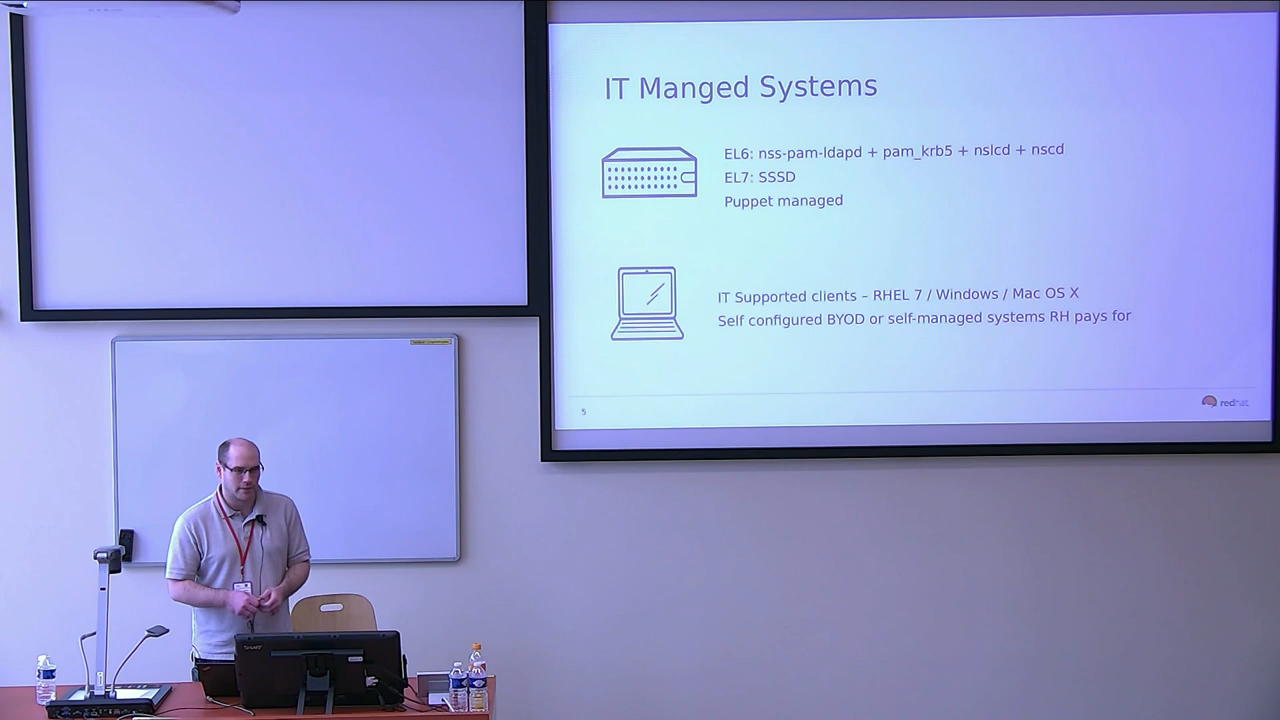 IT Manged Systems
EL6: nss-pam-ldapd + pam_krb5 + nslcd + nscd
EL7: SSSD
Puppet managed
IT Supported clients – RHEL 7 / Windows / Mac OS X
Self configured BYOD or self-managed systems RH pays for
5
redhat